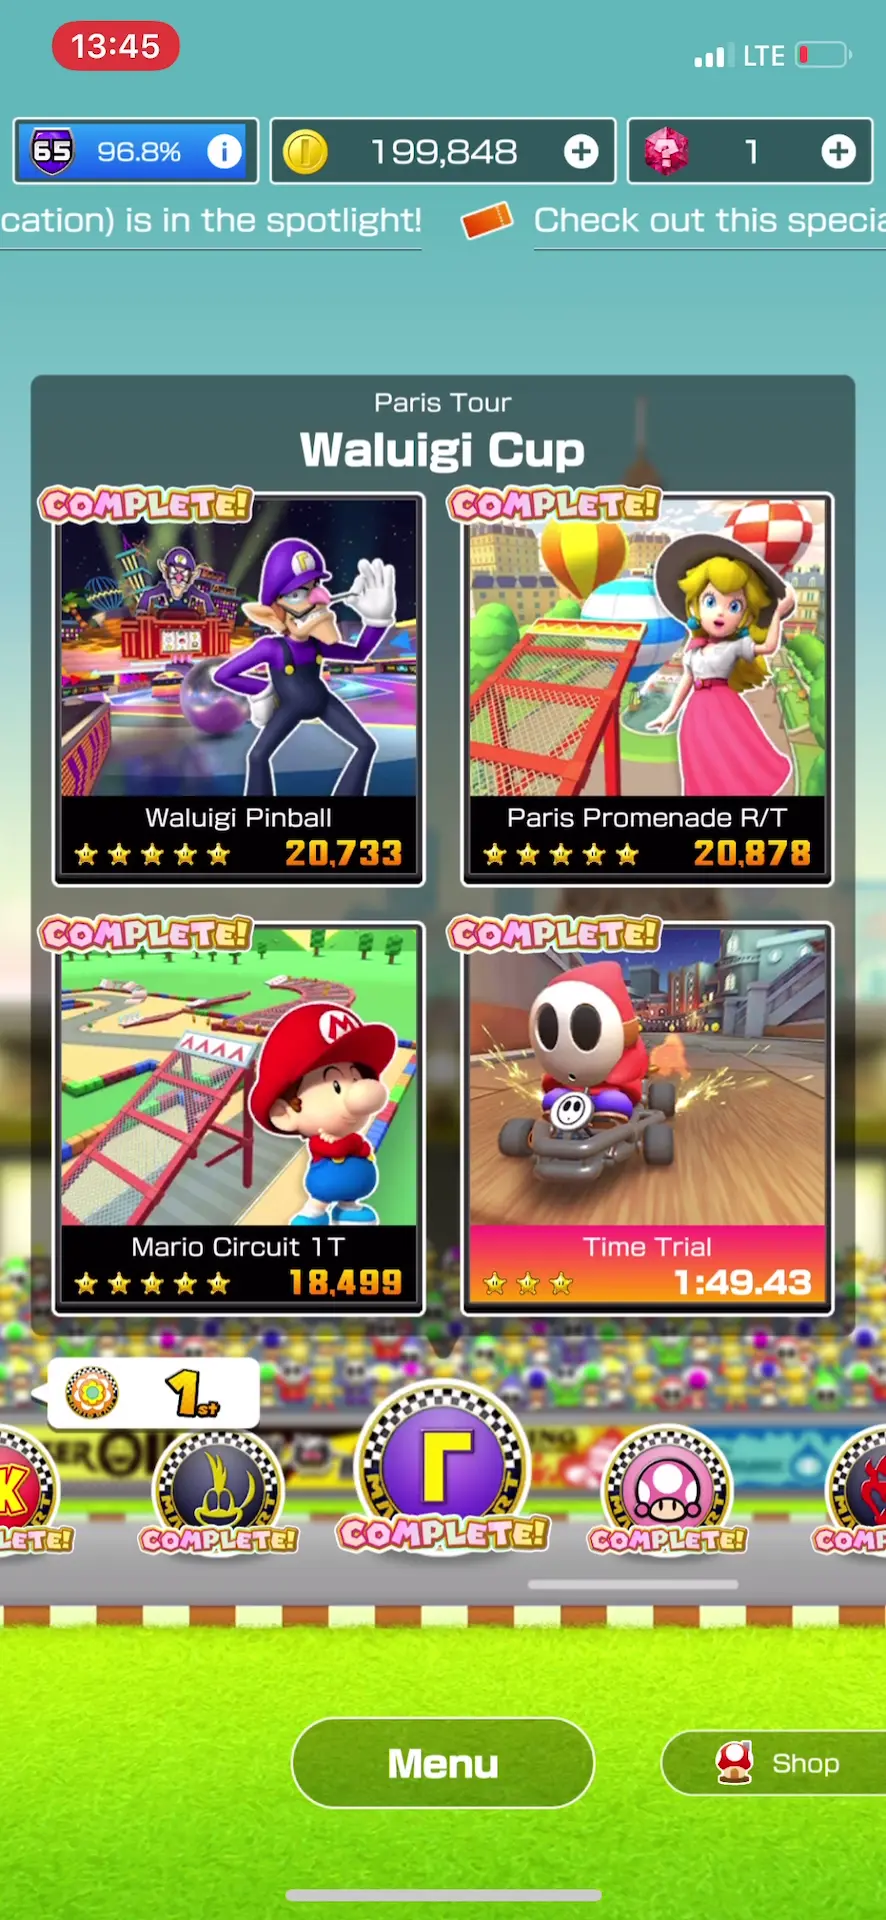 13:45
LTE
65 96.8% i
199,848
1
cation) is in the spotlight!
Check out this specia
Paris Tour
Waluigi Cup
COMPLETE!
COMPLETE!
Waluigi Pinball
20,733
Paris Promenade R/T
20,878
COMPLETE!
COMPLETE!
Mario Circuit 1T
18,499
Time Trial
1:49.43
1st
K
LETE!
COMPLETE!
COMPLETE!
COMPLETE!
COMP
Menu
Shop